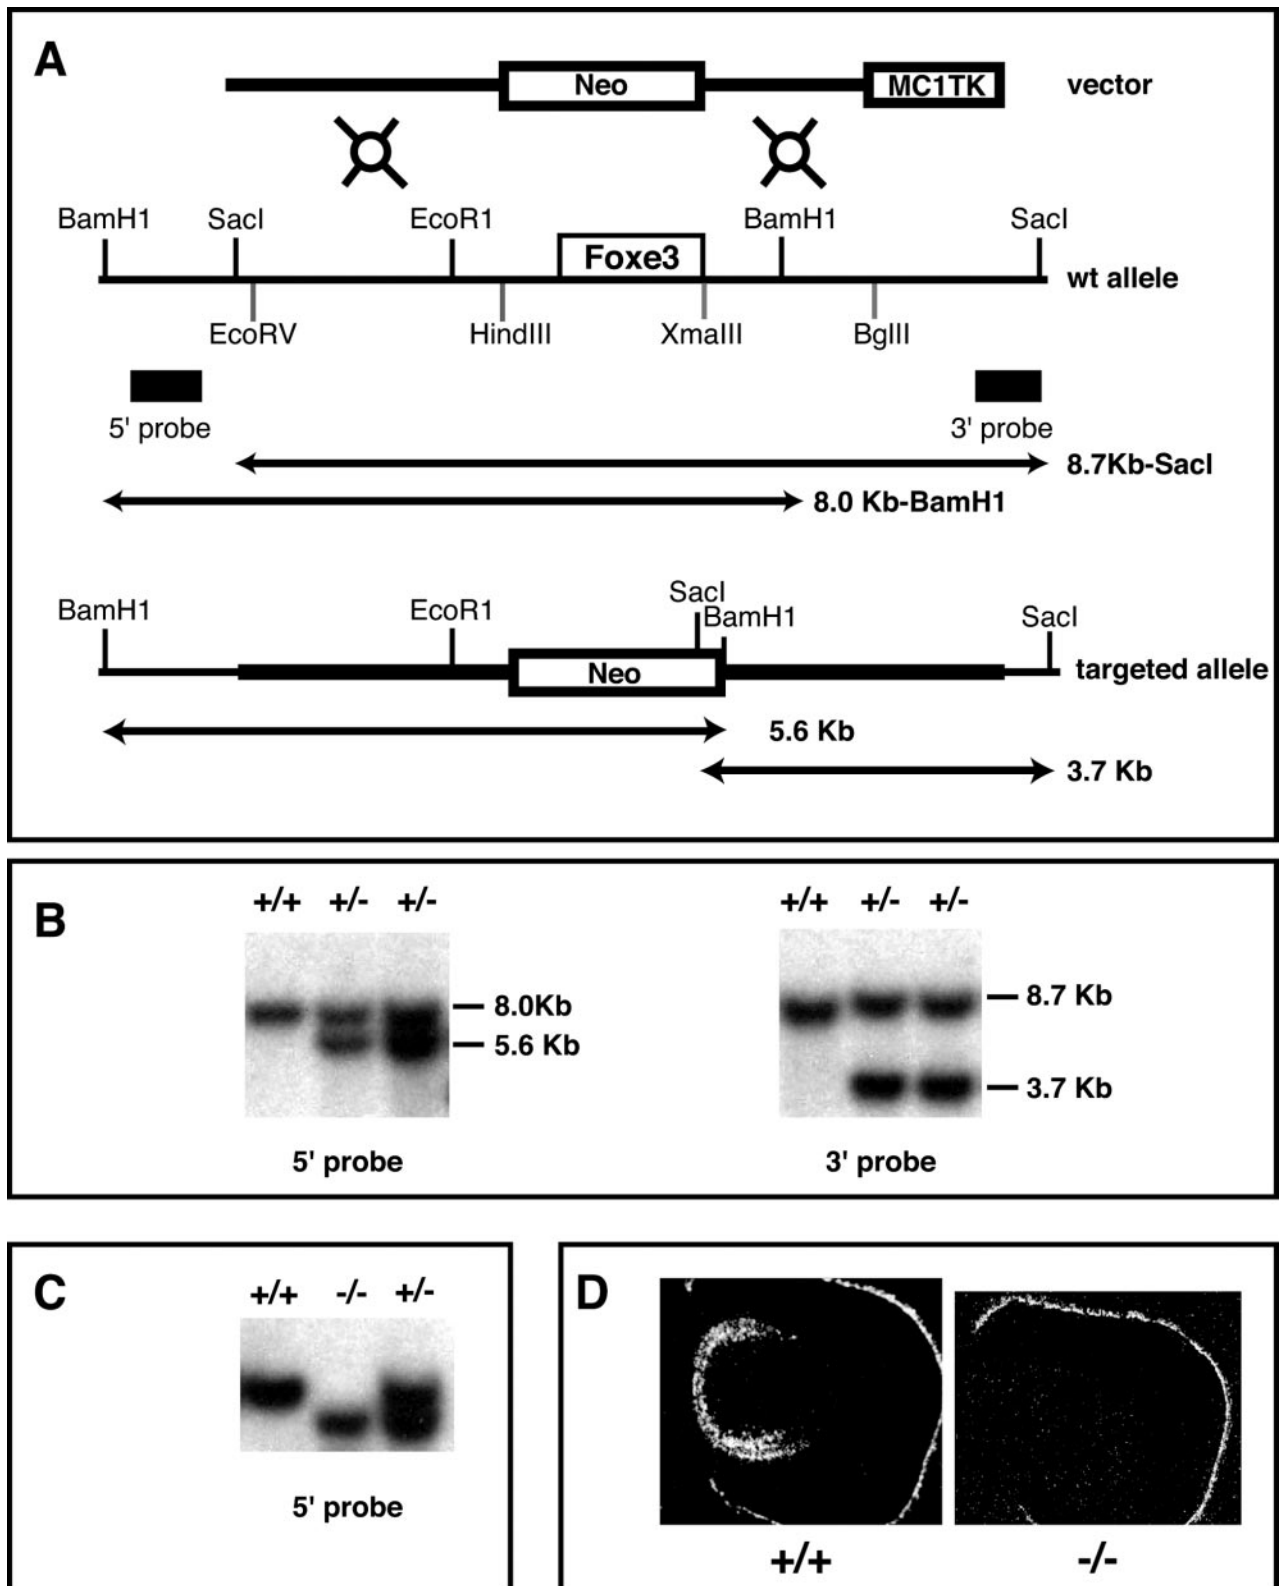 A
Neo
MC1TK
vector
BamH1 SacI EcoR1 BamH1 SacI
Foxe3
wt allele
EcoRV HindIII XmaIII BglII
5' probe
3' probe
8.7Kb-SacI
8.0 Kb-BamH1
BamH1 EcoR1 SacI BamH1 SacI
Neo
targeted allele
5.6 Kb
3.7 Kb
B
+/+ +/- +/-
8.0Kb
5.6 Kb
5' probe
+/+ +/- +/-
8.7 Kb
3.7 Kb
3' probe
C
+/+ -/- +/-
5' probe
D
+/+
-/-